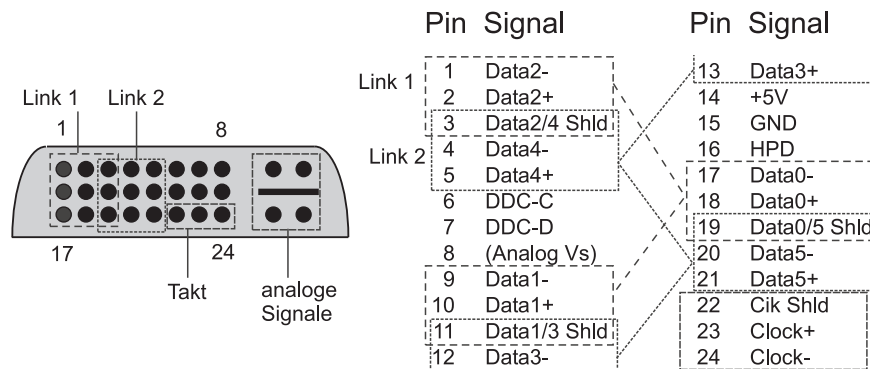 Link 1 Link 2
1 8
17 24
Takt
analoge
Signale
Pin Signal
Link 1
Link 2
1 Data2-
2 Data2+
3 Data2/4 Shld
4 Data4-
5 Data4+
6 DDC-C
7 DDC-D
8 (Analog Vs)
9 Data1-
10 Data1+
11 Data1/3 Shld
12 Data3-
Pin Signal
13 Data3+
14 +5V
15 GND
16 HPD
17 Data0-
18 Data0+
19 Data0/5 Shld
20 Data5-
21 Data5+
22 Cik Shld
23 Clock+
24 Clock-